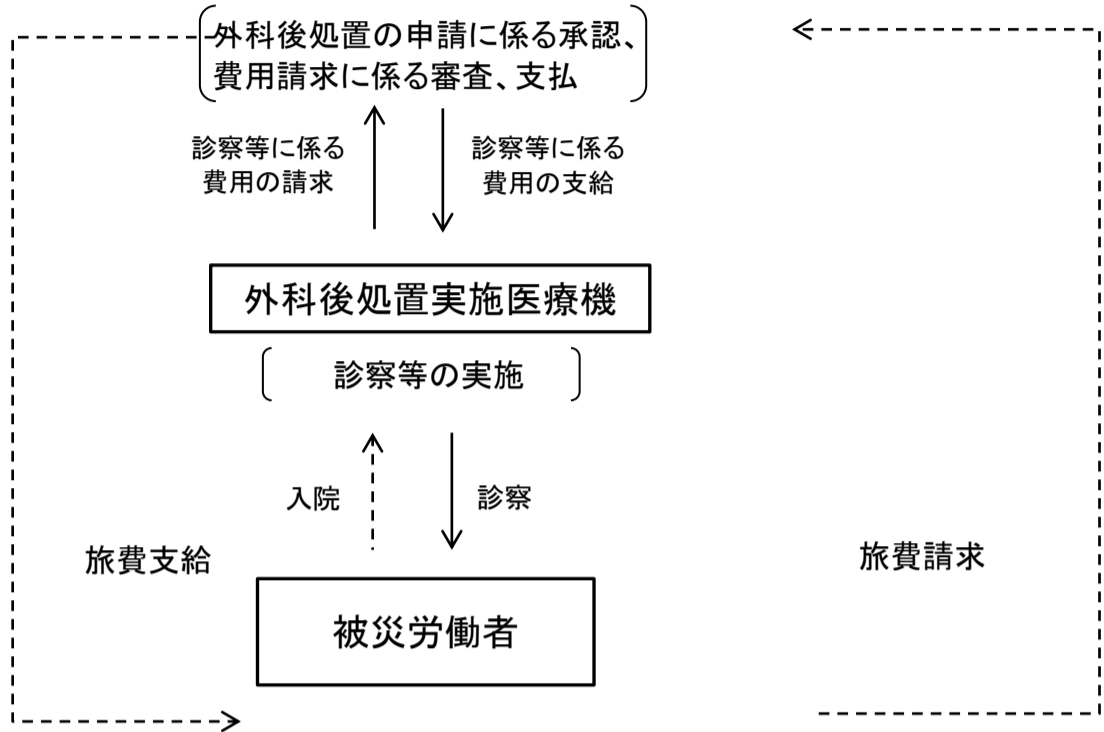 外科後処置の申請に係る承認、
費用請求に係る審査、支払
診察等に係る
費用の請求
診察等に係る
費用の支給
外科後処置実施医療機
診察等の実施
入院
診察
旅費支給
旅費請求
被災労働者